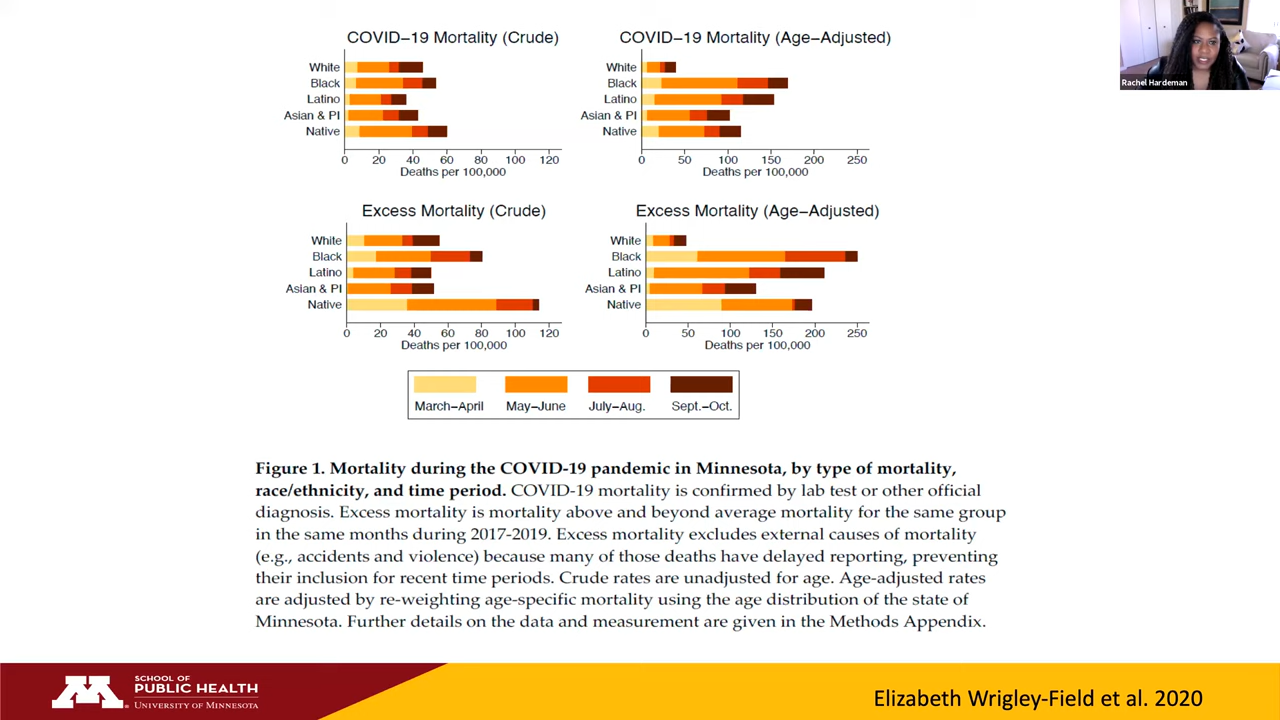 COVID−19 Mortality (Crude)
White
Black
Latino
Asian & PI
Native
0 20 40 60 80 100 120
Deaths per 100,000
COVID−19 Mortality (Age−Adjusted)
White
Black
Latino
Asian & PI
Native
0 50 100 150 200 250
Deaths per 100,000
Rachel Hardeman
Excess Mortality (Crude)
White
Black
Latino
Asian & PI
Native
0 20 40 60 80 100 120
Deaths per 100,000
Excess Mortality (Age−Adjusted)
White
Black
Latino
Asian & PI
Native
0 50 100 150 200 250
Deaths per 100,000
March−April May−June July−Aug. Sept.−Oct.
Figure 1. Mortality during the COVID-19 pandemic in Minnesota, by type of mortality,
race/ethnicity, and time period. COVID-19 mortality is confirmed by lab test or other official
diagnosis. Excess mortality is mortality above and beyond average mortality for the same group
in the same months during 2017-2019. Excess mortality excludes external causes of mortality
(e.g., accidents and violence) because many of those deaths have delayed reporting, preventing
their inclusion for recent time periods. Crude rates are unadjusted for age. Age-adjusted rates
are adjusted by re-weighting age-specific mortality using the age distribution of the state of
Minnesota. Further details on the data and measurement are given in the Methods Appendix.
M
SCHOOL OF
PUBLIC HEALTH
UNIVERSITY OF MINNESOTA
Elizabeth Wrigley-Field et al. 2020